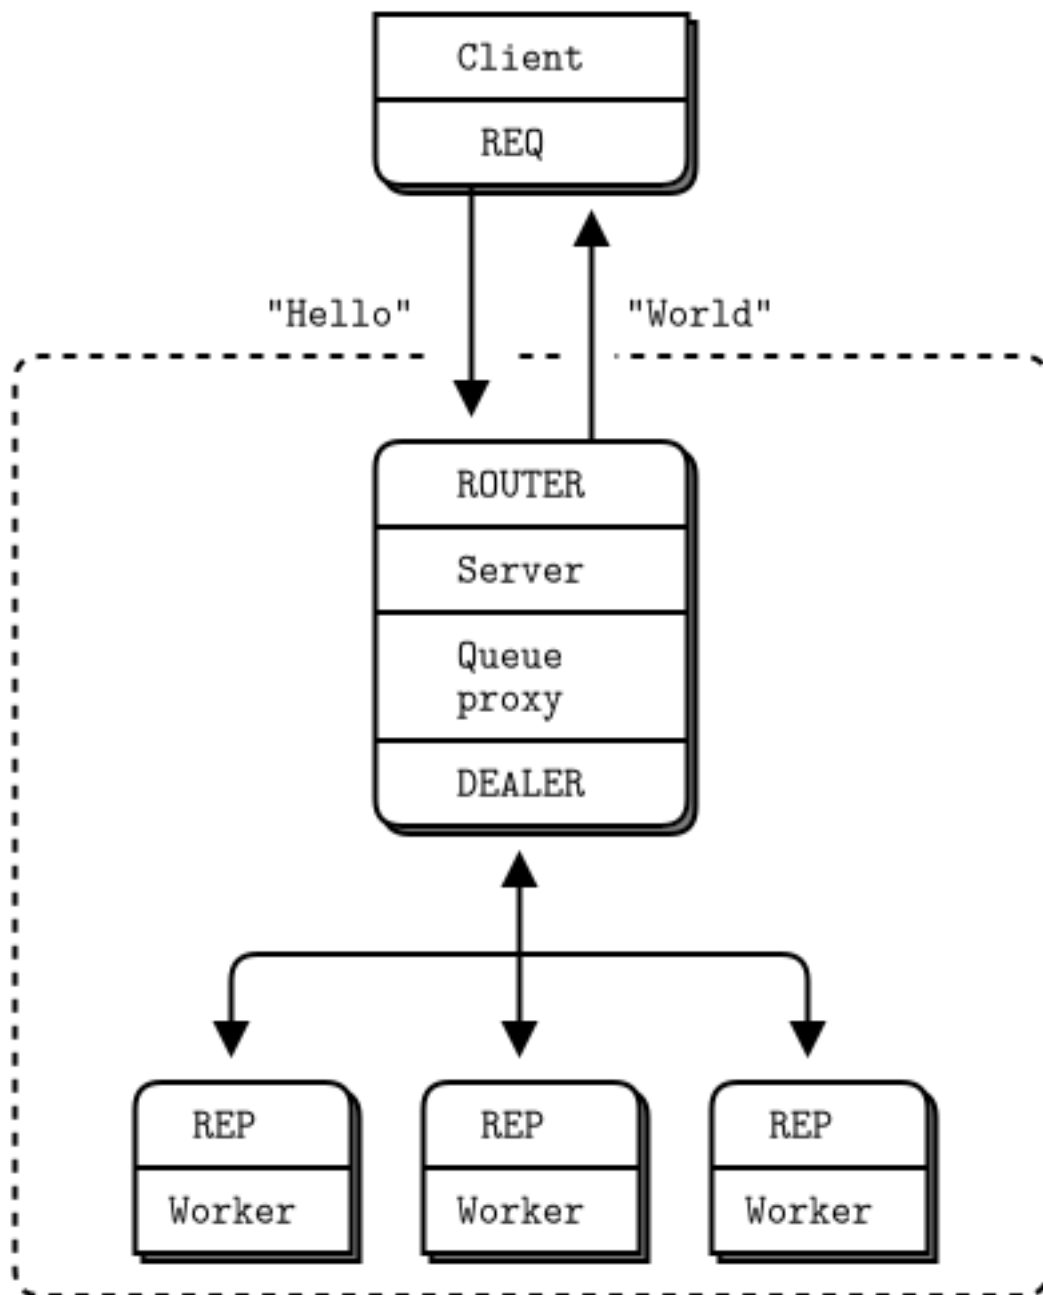 Client
REQ
"Hello"
"World"
ROUTER
Server
Queue
proxy
DEALER
REP
REP
REP
Worker
Worker
Worker